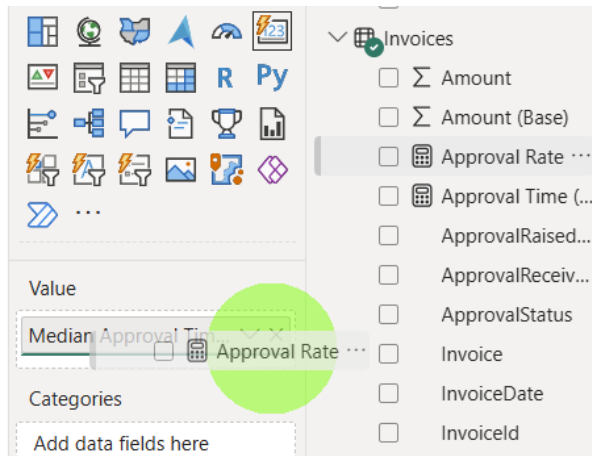 123
R
Py
...
Value
Median Approval Tim...
Approval Rate ...
Categories
Add data fields here
Invoices
Amount
Amount (Base)
Approval Rate ...
Approval Time (...
ApprovalRaised...
ApprovalReceiv...
ApprovalStatus
Invoice
InvoiceDate
InvoiceId